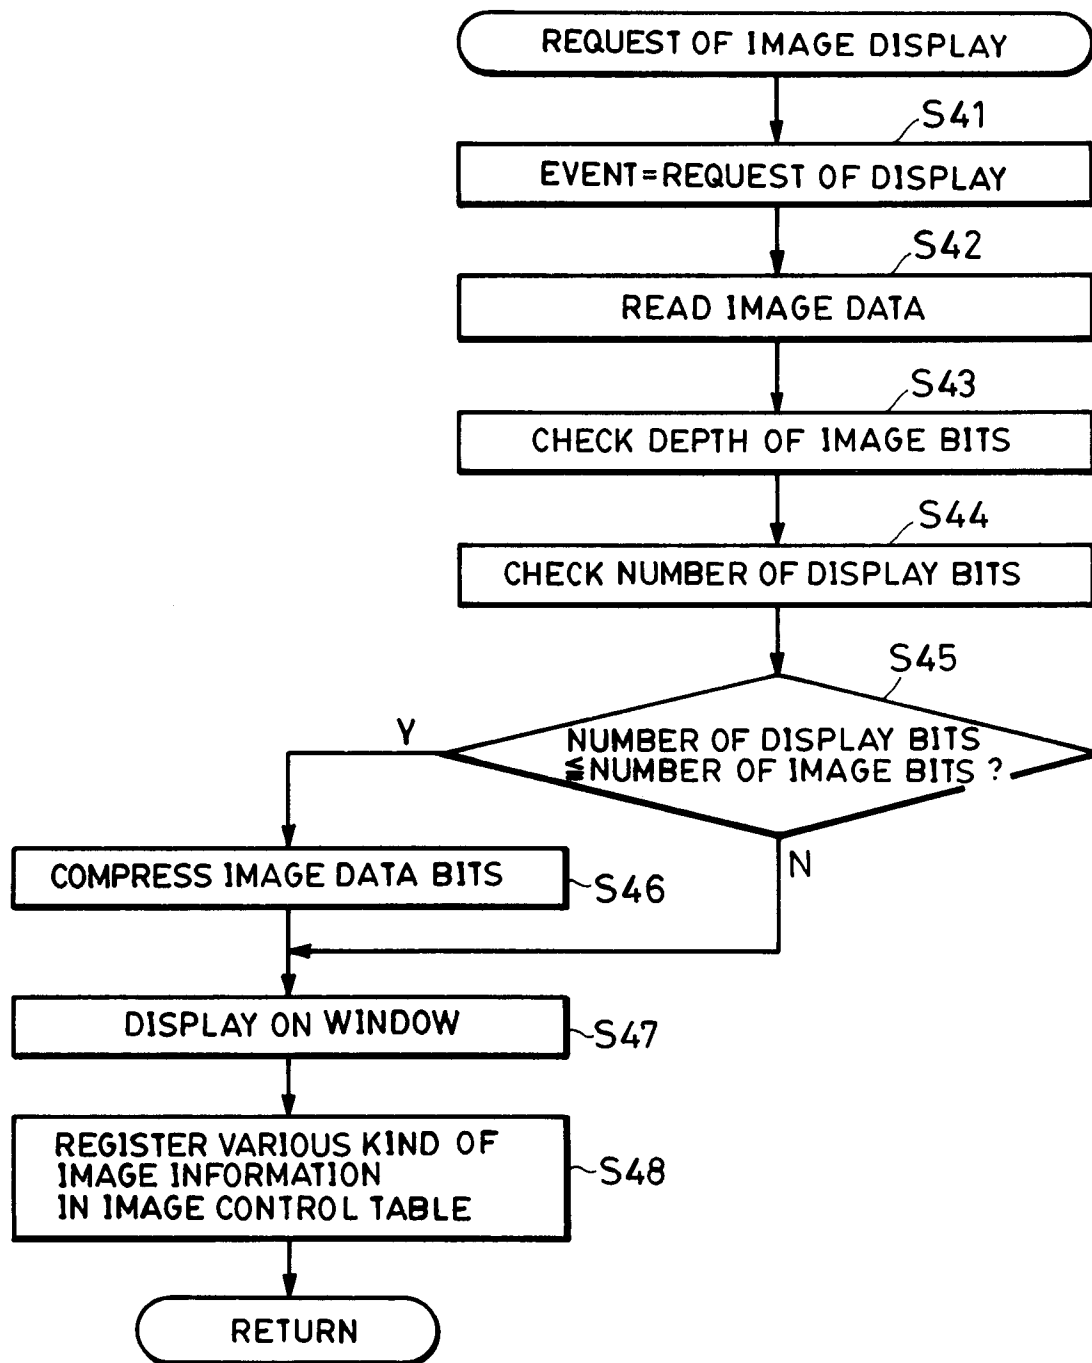 REQUEST OF IMAGE DISPLAY
S41
EVENT=REQUEST OF DISPLAY
S42
READ IMAGE DATA
S43
CHECK DEPTH OF IMAGE BITS
S44
CHECK NUMBER OF DISPLAY BITS
S45
Y
NUMBER OF DISPLAY BITS
≦NUMBER OF IMAGE BITS ?
N
COMPRESS IMAGE DATA BITS
S46
DISPLAY ON WINDOW
S47
REGISTER VARIOUS KIND OF
IMAGE INFORMATION
IN IMAGE CONTROL TABLE
S48
RETURN